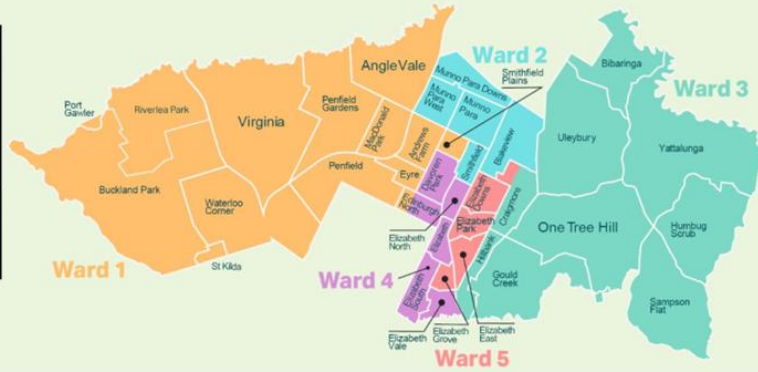 Ward 1
Port
Gawler
Riverlea Park
Buckland Park
Virginia
Waterloo
Corner
St Kilda
Penfield
Gardens
MacDonald
Park
Angle Vale
Andrews
Farm
Penfield
Eyre
Edinburgh
North
Ward 2
Munno Para Downs
Munno
Para
West
Munno
Para
Smithfield
Plains
Smithfield
Blakeview
Ward 3
Bibaringa
Uleybury
Yattalunga
One Tree Hill
Humbug
Scrub
Gould
Creek
Sampson
Flat
Craigmore
Hillbank
Ward 4
Davoren
Park
Elizabeth
North
Elizabeth
Elizabeth
South
Elizabeth
Vale
Ward 5
Elizabeth
Downs
Elizabeth
Park
Elizabeth
Grove
Elizabeth
East